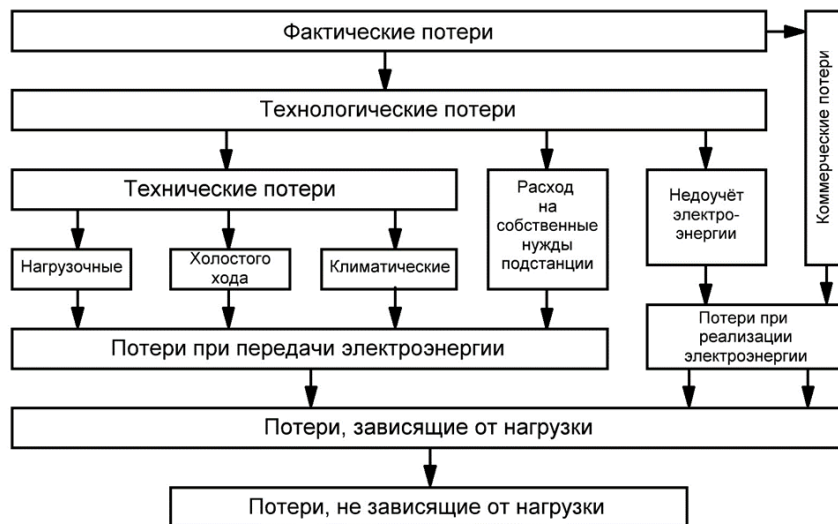 Фактические потери
Коммерческие потери
Технологические потери
Технические потери
Расход
на
собственные
нужды
подстанции
Недоучёт
электро-
энергии
Нагрузочные
Холостого
хода
Климатические
Потери при передачи электроэнергии
Потери при
реализации
электроэнергии
Потери, зависящие от нагрузки
Потери, не зависящие от нагрузки